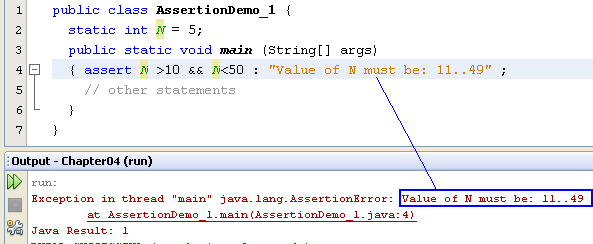 1 public class AssertionDemo_1 {
2 static int N = 5;
3 public static void main (String[] args)
4 { assert N >10 && N<50 : "Value of N must be: 11..49" ;
5 // other statements
6 }
7 }
Output - Chapter04 (run)
run:
Exception in thread "main" java.lang.AssertionError: Value of N must be: 11..49
at AssertionDemo_1.main(AssertionDemo_1.java:4)
Java Result: 1